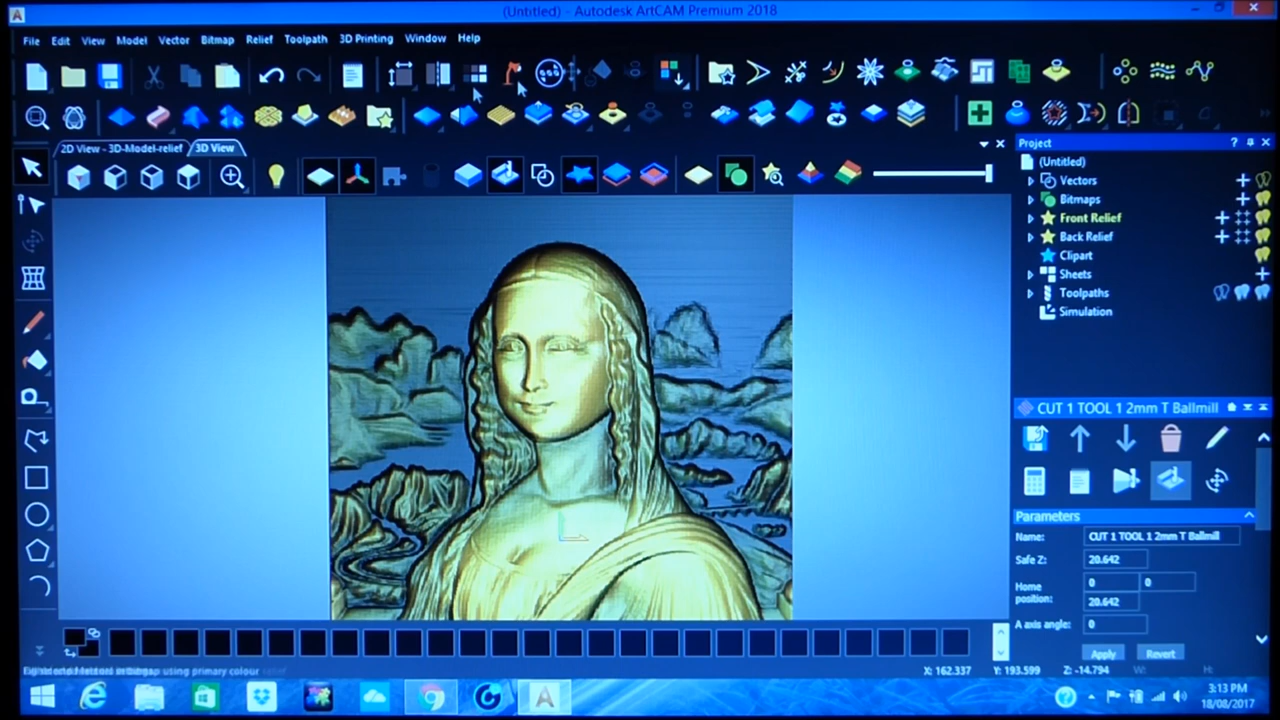 (Untitled) - Autodesk ArtCAM Premium 2018
File Edit View Model Vector Bitmap Relief Toolpath 3D Printing Window Help
2D View - 3D-Model-relief 3D View
Project
(Untitled)
Vectors
Bitmaps
Front Relief
Back Relief
Clipart
Sheets
Toolpaths
Simulation
CUT 1 TOOL 1 2mm T Ballmill
Parameters
Name: CUT 1 TOOL 1 2mm T Ballmill
Safe Z: 20.642
Home position: 0 0
20.642
A axis angle: 0
Apply Revert
using primary colour
X: 162.337 Y: 193.599 Z: -14.794 W: H:
3:13 PM
18/08/2017